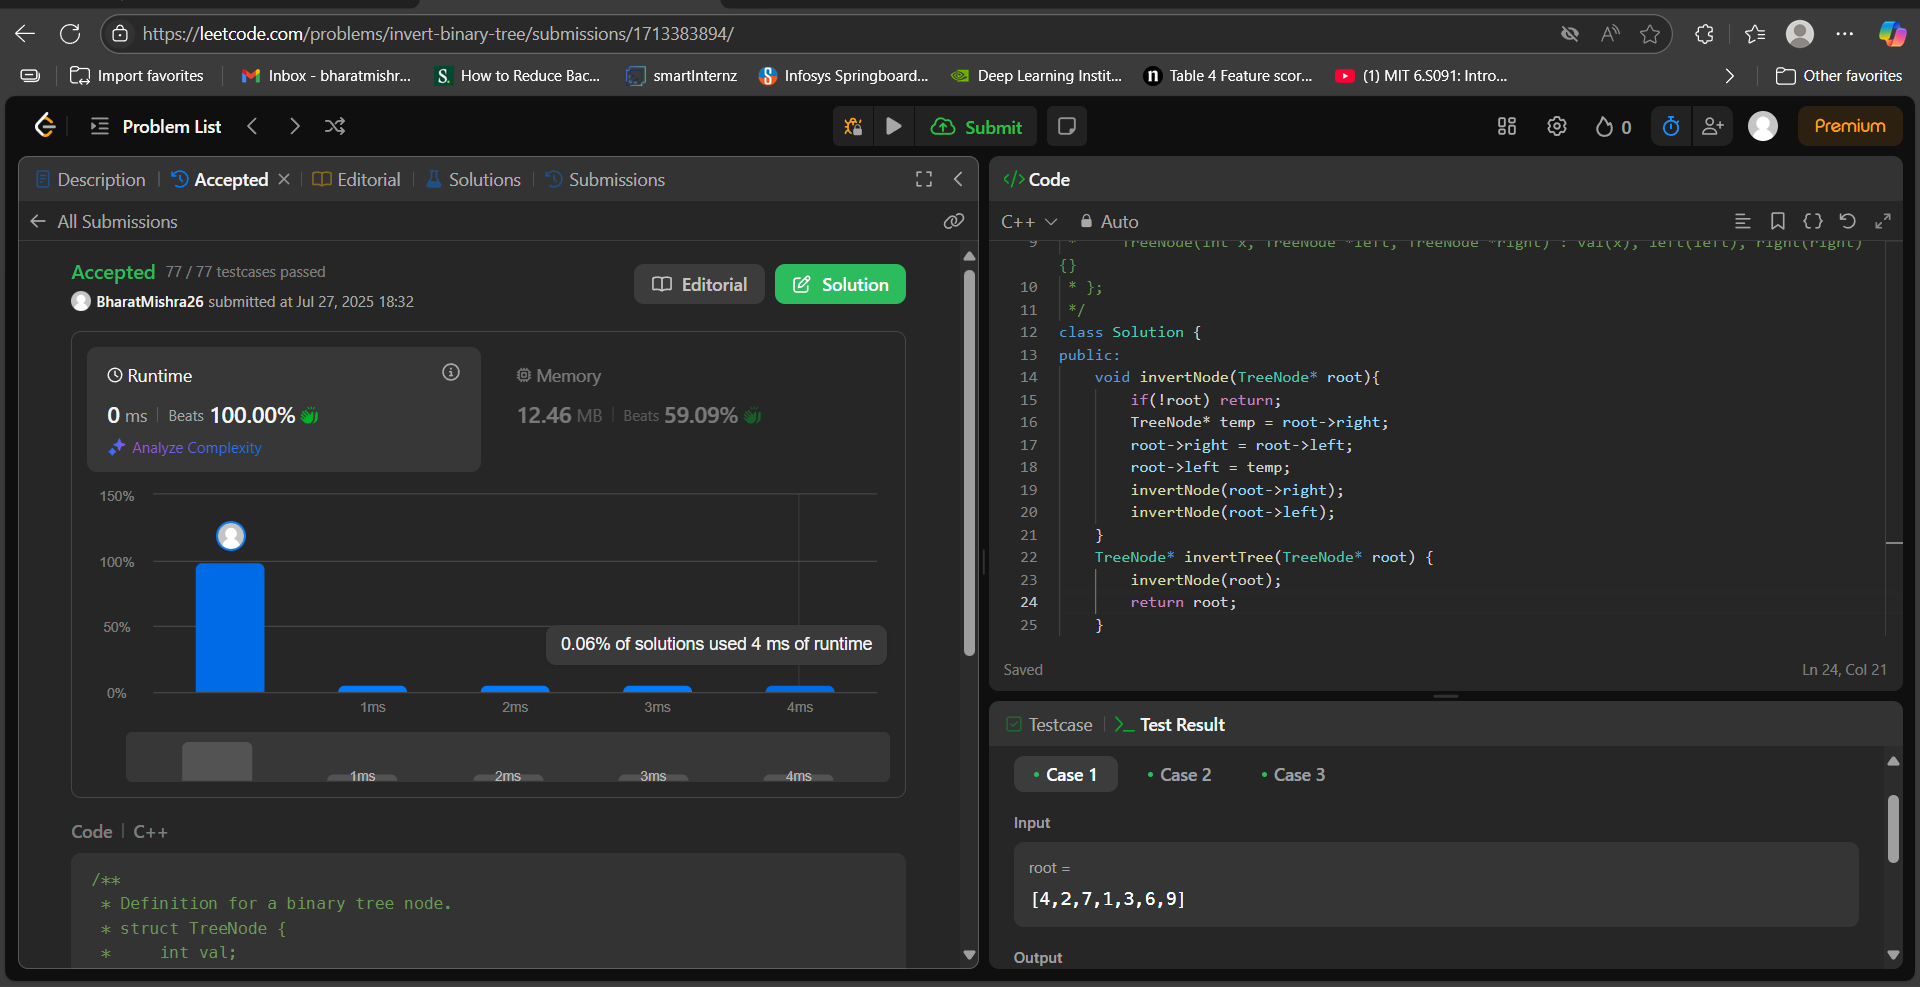 https://leetcode.com/problems/invert-binary-tree/submissions/1713383894/
Import favorites
Inbox - bharatmishr...
How to Reduce Bac...
smartInternz
Infosys Springboard...
Deep Learning Instit...
Table 4 Feature scor...
(1) MIT 6.S091: Intro...
Other favorites
Problem List
Submit
0
Premium
Description
Accepted
Editorial
Solutions
Submissions
All Submissions
Accepted 77 / 77 testcases passed
BharatMishra26 submitted at Jul 27, 2025 18:32
Editorial
Solution
Runtime
0 ms | Beats 100.00%
Analyze Complexity
Memory
12.46 MB | Beats 59.09%
150%
100%
50%
0%
0.06% of solutions used 4 ms of runtime
1ms 2ms 3ms 4ms
1ms 2ms 3ms 4ms
Code | C++
/**
* Definition for a binary tree node.
* struct TreeNode {
*     int val;
</> Code
C++
Auto
9 *     TreeNode(int x, TreeNode *left, TreeNode *right) : val(x), left(left), right(right)
{}
10 * };
11 */
12 class Solution {
13 public:
14     void invertNode(TreeNode* root){
15         if(!root) return;
16         TreeNode* temp = root->right;
17         root->right = root->left;
18         root->left = temp;
19         invertNode(root->right);
20         invertNode(root->left);
21     }
22     TreeNode* invertTree(TreeNode* root) {
23         invertNode(root);
24         return root;
25     }
Saved
Ln 24, Col 21
Testcase
Test Result
Case 1
Case 2
Case 3
Input
root =
[4,2,7,1,3,6,9]
Output